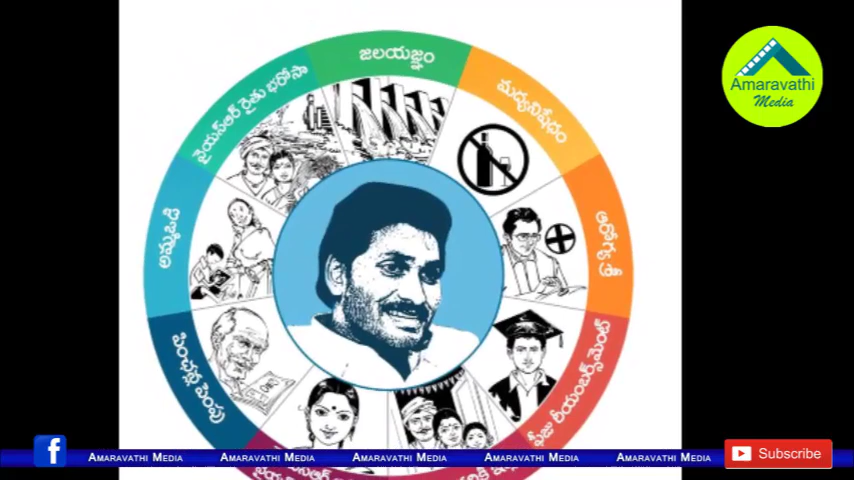 జలయజ్ఞం
మద్యనిషేధం
ఆరోగ్య శ్రీ
ఫీజు రీయింబర్స్‌మెంట్
వైయస్ఆర్ రైతు భరోసా
అమ్మఒడి
పింఛన్ల పెంపు
Amaravathi
Media
AMARAVATHI MEDIA AMARAVATHI MEDIA AMARAVATHI MEDIA AMARAVATHI MEDIA AMARAVATHI MEDIA
Subscribe